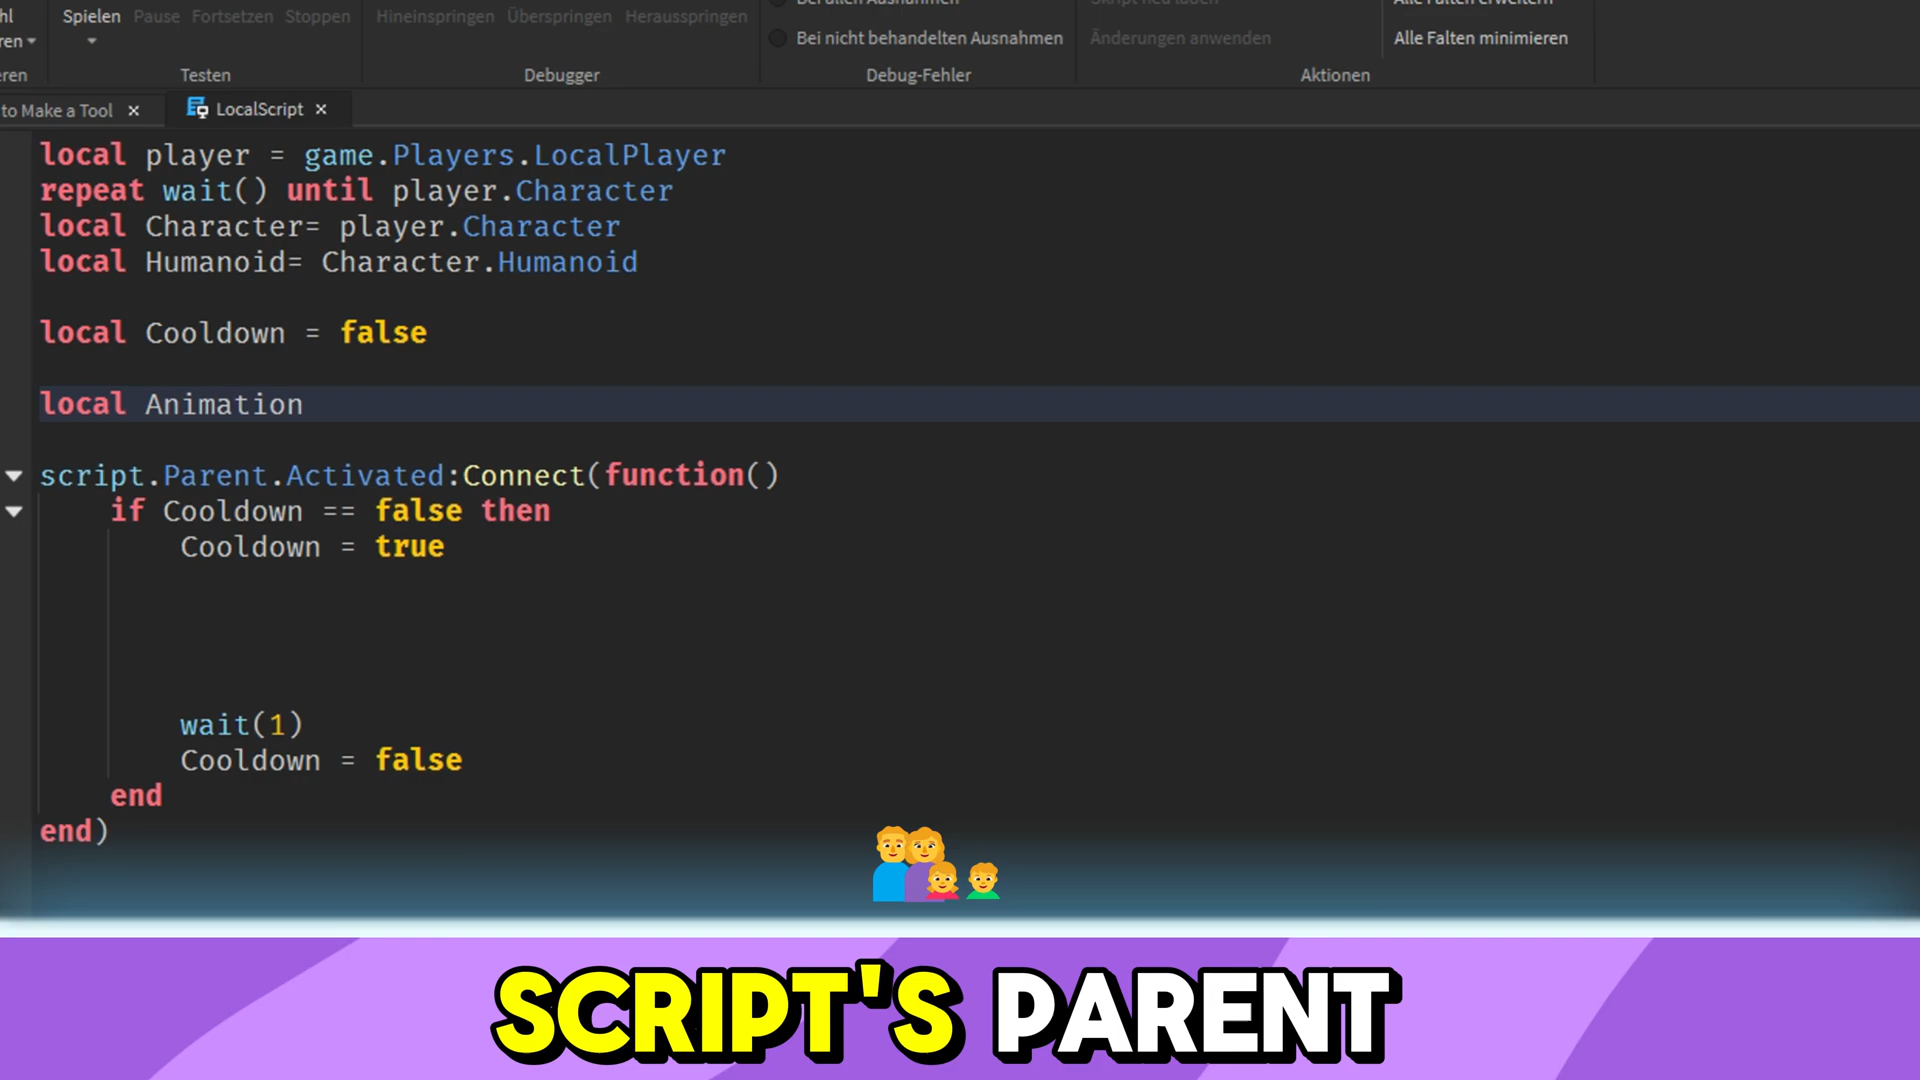 Spielen Pause Fortsetzen Stoppen
Hineinspringen Überspringen Herausspringen
Bei nicht behandelten Ausnahmen
Änderungen anwenden
Alle Falten erweitern
Alle Falten minimieren
Testen
Debugger
Debug-Fehler
Aktionen
to Make a Tool ×
LocalScript ×
local player = game.Players.LocalPlayer
repeat wait() until player.Character
local Character= player.Character
local Humanoid= Character.Humanoid
local Cooldown = false
local Animation
script.Parent.Activated:Connect(function()
if Cooldown == false then
Cooldown = true
wait(1)
Cooldown = false
end
end)
SCRIPT'S PARENT